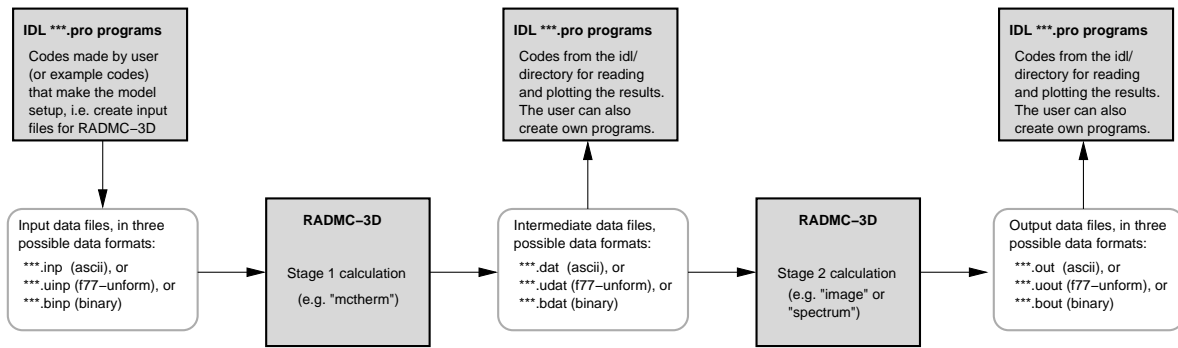 IDL ***.pro programs
Codes made by user
(or example codes)
that make the model
setup, i.e. create input
files for RADMC−3D
IDL ***.pro programs
Codes from the idl/
directory for reading
and plotting the results.
The user can also
create own programs.
IDL ***.pro programs
Codes from the idl/
directory for reading
and plotting the results.
The user can also
create own programs.
Input data files, in three
possible data formats:
***.inp (ascii), or
***.uinp (f77−unform), or
***.binp (binary)
RADMC−3D
Stage 1 calculation
(e.g. "mctherm")
Intermediate data files,
possible data formats:
***.dat (ascii), or
***.udat (f77−unform), or
***.bdat (binary)
RADMC−3D
Stage 2 calculation
(e.g. "image" or
"spectrum")
Output data files, in three
possible data formats:
***.out (ascii), or
***.uout (f77−unform), or
***.bout (binary)